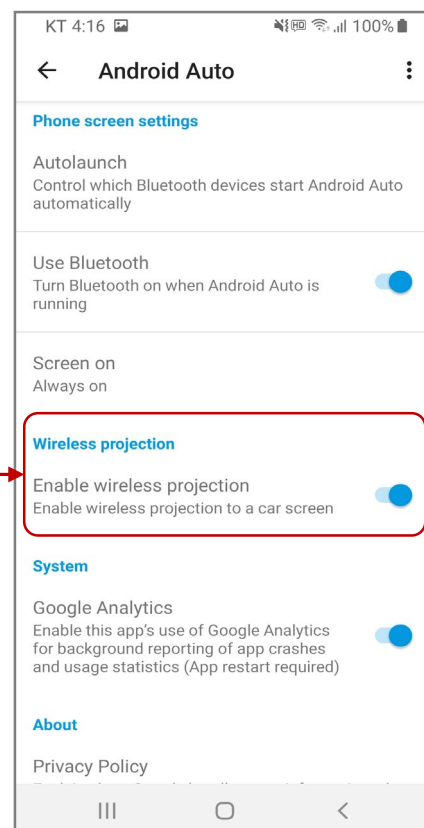 KT 4:16 HD 100%
Android Auto
Phone screen settings
Autolaunch
Control which Bluetooth devices start Android Auto
automatically
Use Bluetooth
Turn Bluetooth on when Android Auto is
running
Screen on
Always on
Wireless projection
Enable wireless projection
Enable wireless projection to a car screen
System
Google Analytics
Enable this app's use of Google Analytics
for background reporting of app crashes
and usage statistics (App restart required)
About
Privacy Policy